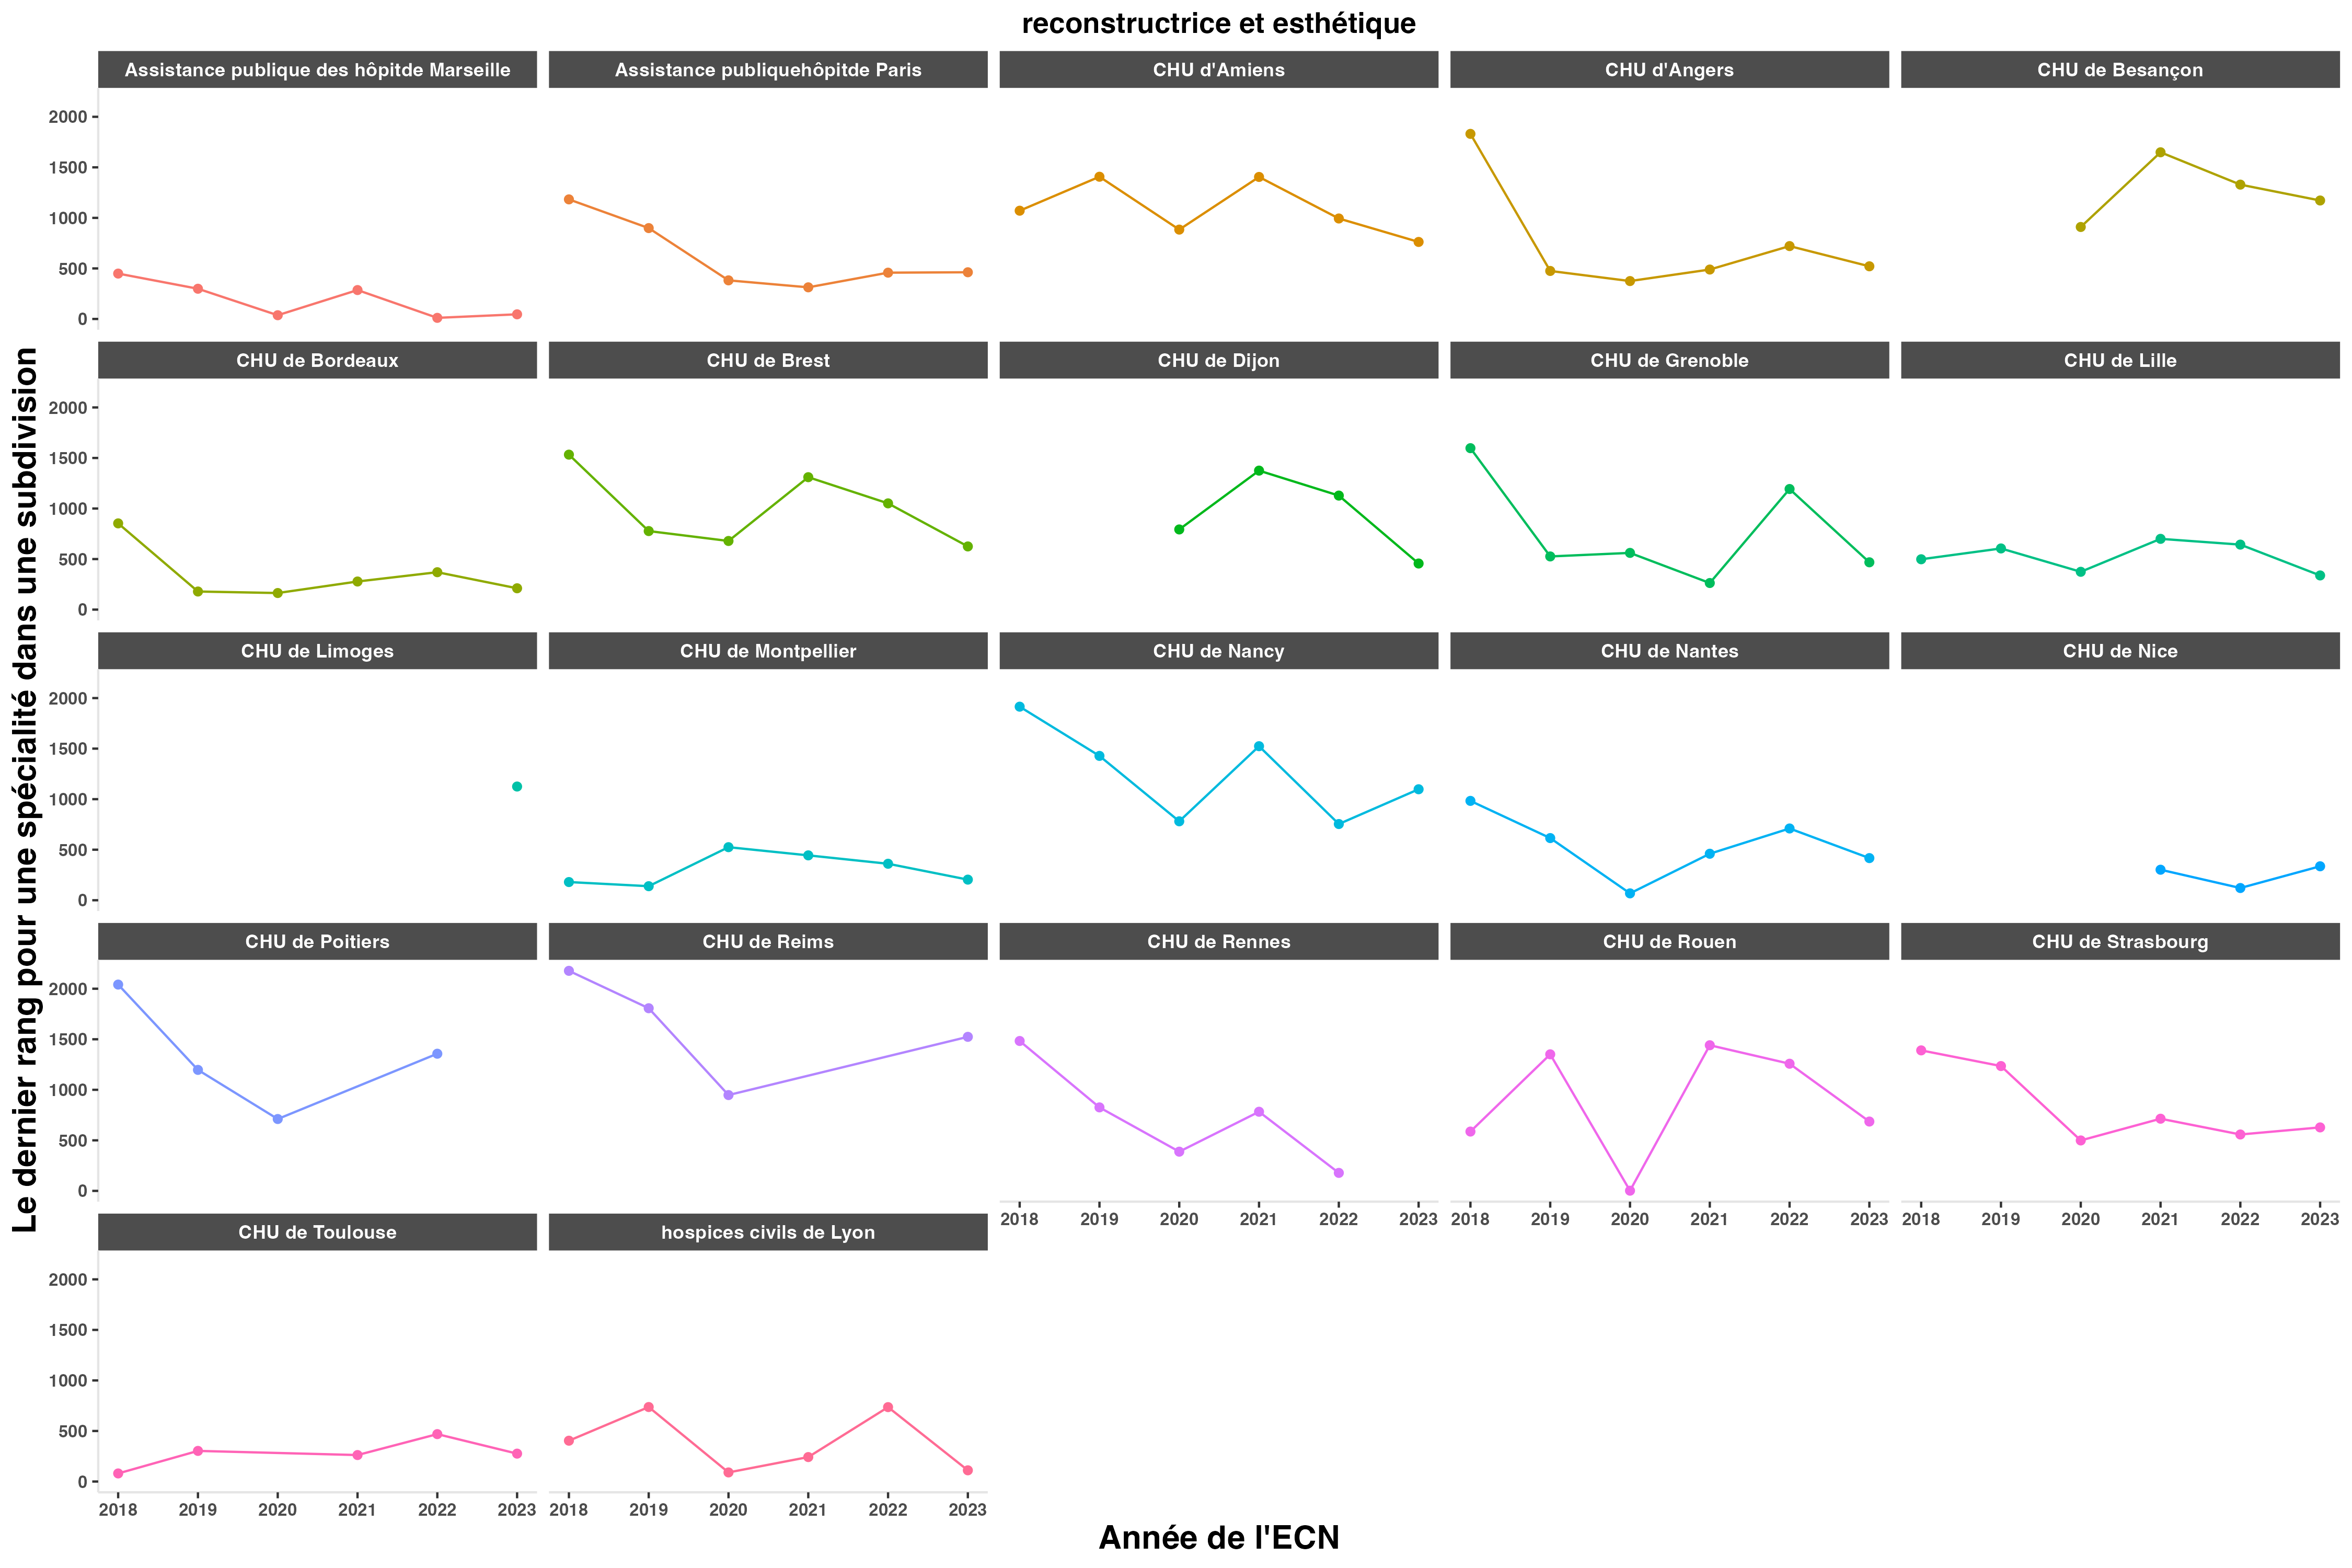 reconstructrice et esthétique
Le dernier rang pour une spécialité dans une subdivision
Assistance publique des hôpitde Marseille
Assistance publiquehôpitde Paris
CHU d'Amiens
CHU d'Angers
CHU de Besançon
2000
1500
1000
500
0
CHU de Bordeaux
CHU de Brest
CHU de Dijon
CHU de Grenoble
CHU de Lille
2000
1500
1000
500
0
CHU de Limoges
CHU de Montpellier
CHU de Nancy
CHU de Nantes
CHU de Nice
2000
1500
1000
500
0
CHU de Poitiers
CHU de Reims
CHU de Rennes
CHU de Rouen
CHU de Strasbourg
2000
1500
1000
500
0
2018 2019 2020 2021 2022 2023
2018 2019 2020 2021 2022 2023
2018 2019 2020 2021 2022 2023
CHU de Toulouse
hospices civils de Lyon
2000
1500
1000
500
0
2018 2019 2020 2021 2022 2023
2018 2019 2020 2021 2022 2023
Année de l'ECN